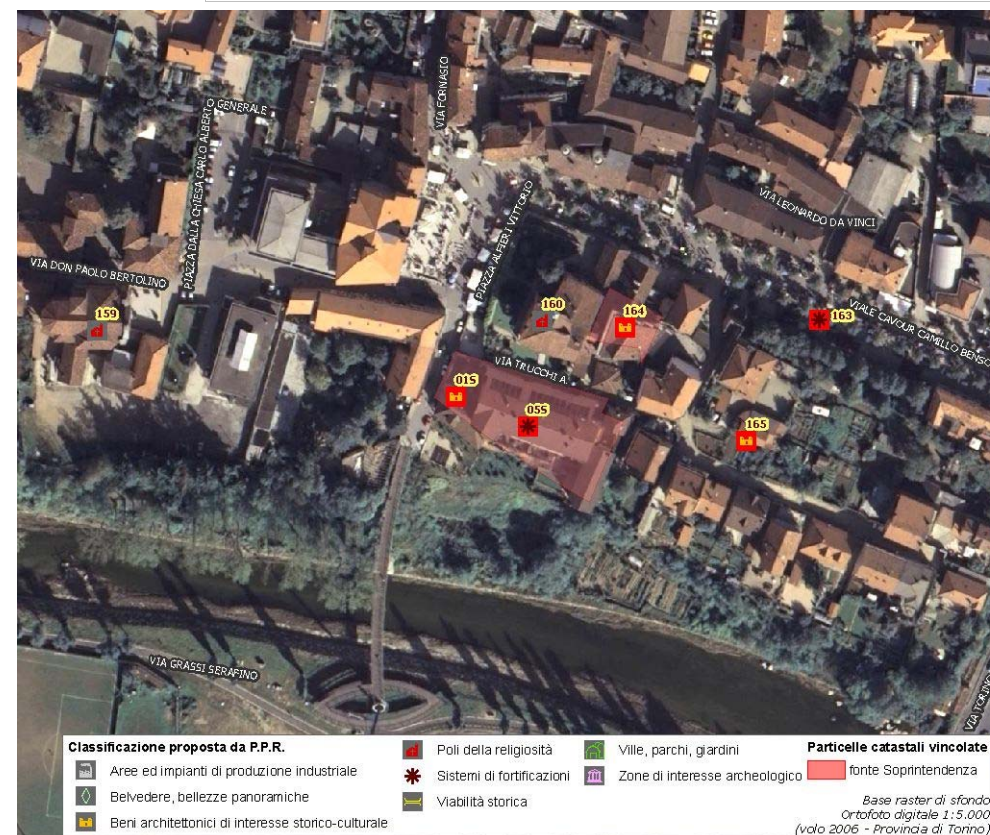 VIA FORNASIO
PIAZZA DALLA CHIESA CARLO ALBERTO GENERALE
VIA LEONARDO DA VINCI
PIAZZA ALFIERI VITTORIO
VIA DON PAOLO BERTOLINO
159
160
164
163
VIALE CAVOUR CAMILLO BENSO
VIA TRUCCHI A.
01S
05S
165
VIA GRASSI SERAFINO
VIA TORINO
Classificazione proposta da P.P.R.
Aree ed impianti di produzione industriale
Belvedere, bellezze panoramiche
Beni architettonici di interesse storico-culturale
Poli della religiosità
Sistemi di fortificazioni
Viabilità storica
Ville, parchi, giardini
Zone di interesse archeologico
Particelle catastali vincolate
fonte Soprintendenza
Base raster di sfondo
Ortofoto digitale 1:5.000
(volo 2006 - Provincia di Torino)